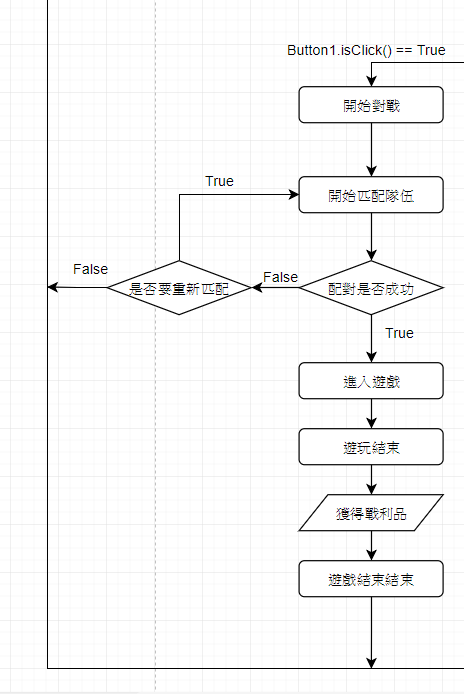 Button1.isClick() == True
開始對戰
True
開始匹配隊伍
False
是否要重新匹配
False
配對是否成功
True
進入遊戲
遊玩結束
獲得戰利品
遊戲結束結束